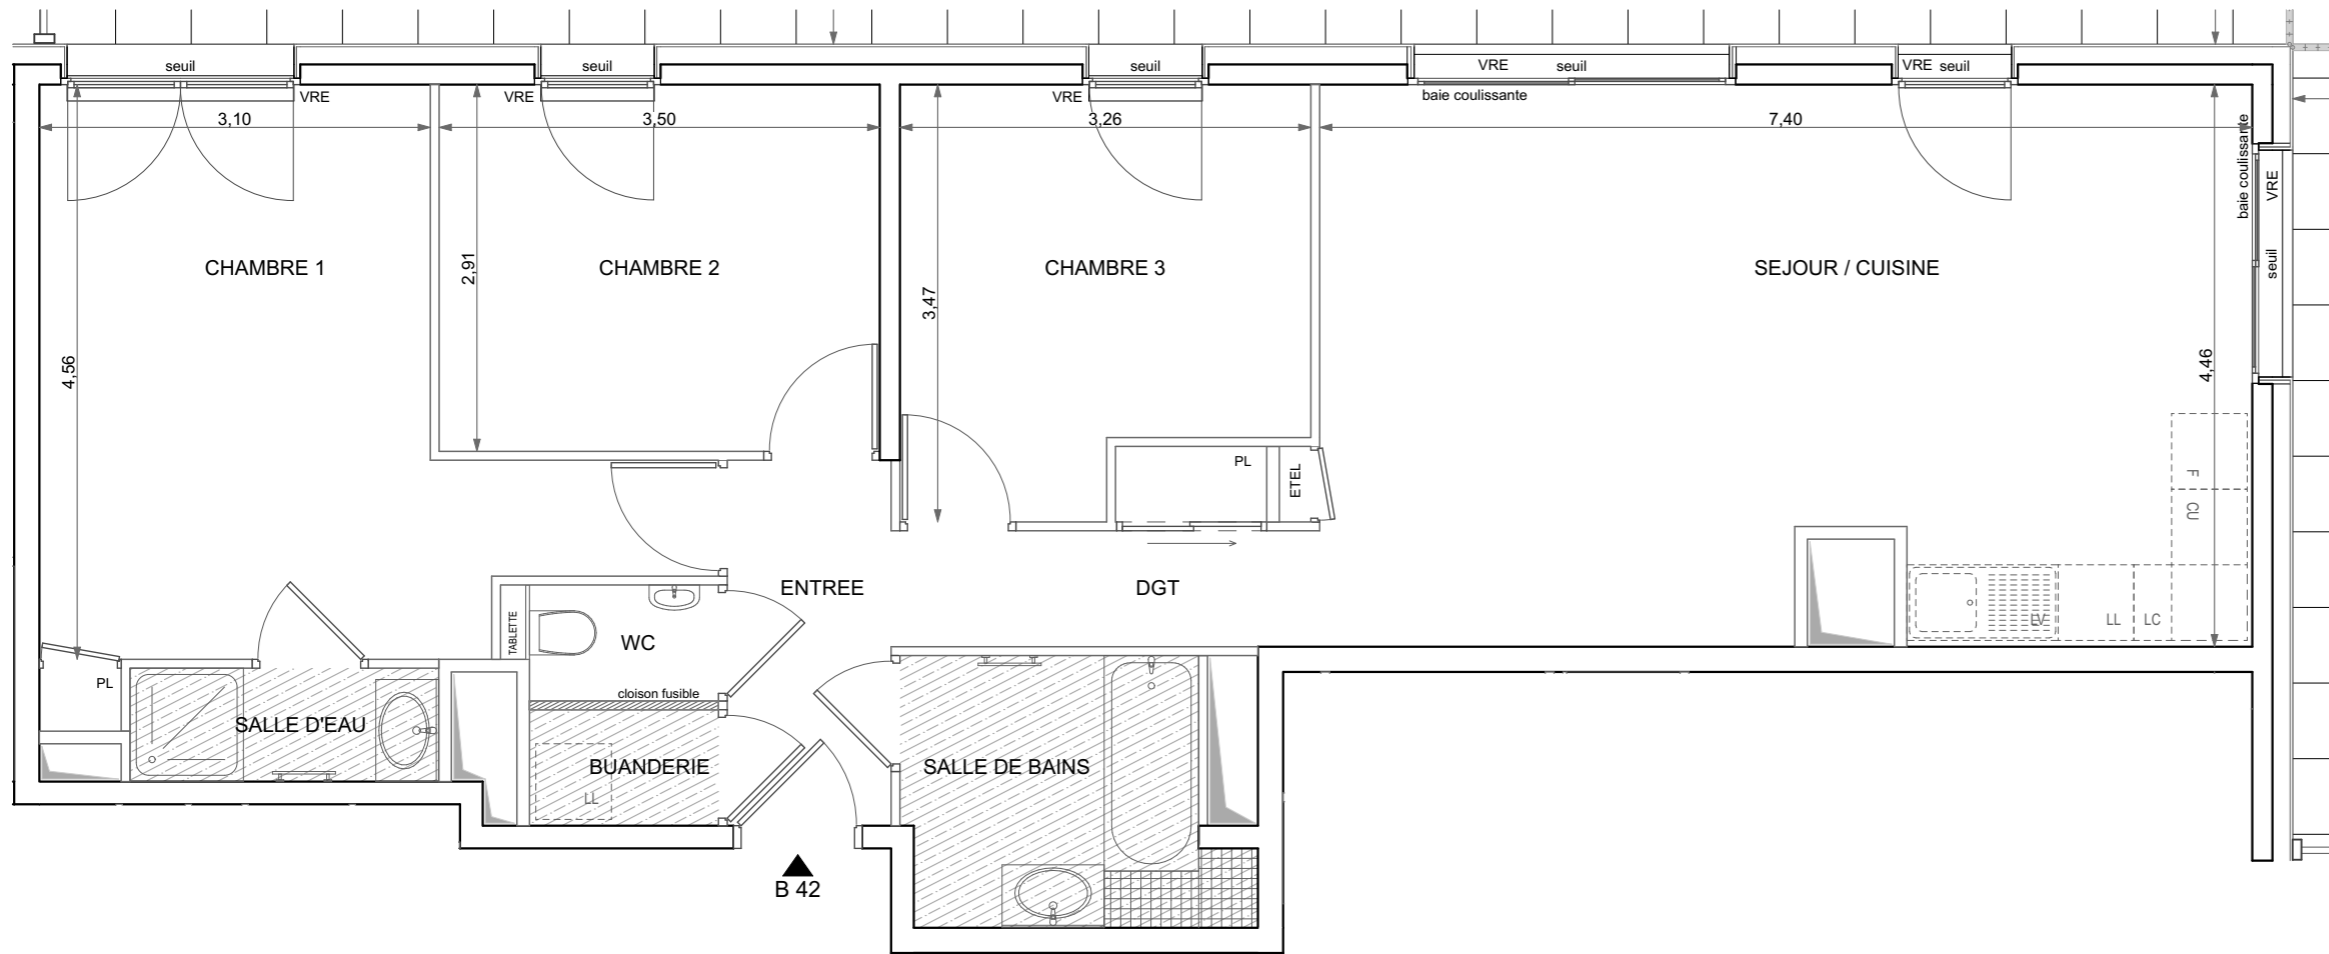 seuil
seuil
seuil
VRE seuil
VRE seuil
VRE
VRE
VRE
baie coulissante
3,10
3,50
3,26
7,40
baie coulissante
VRE
seuil
CHAMBRE 1
CHAMBRE 2
CHAMBRE 3
SEJOUR / CUISINE
2,91
3,47
4,56
4,46
PL
ETEL
F
CU
ENTREE
DGT
TABLETTE
WC
LV
LL
LC
PL
cloison fusible
SALLE D'EAU
BUANDERIE
LL
SALLE DE BAINS
B 42